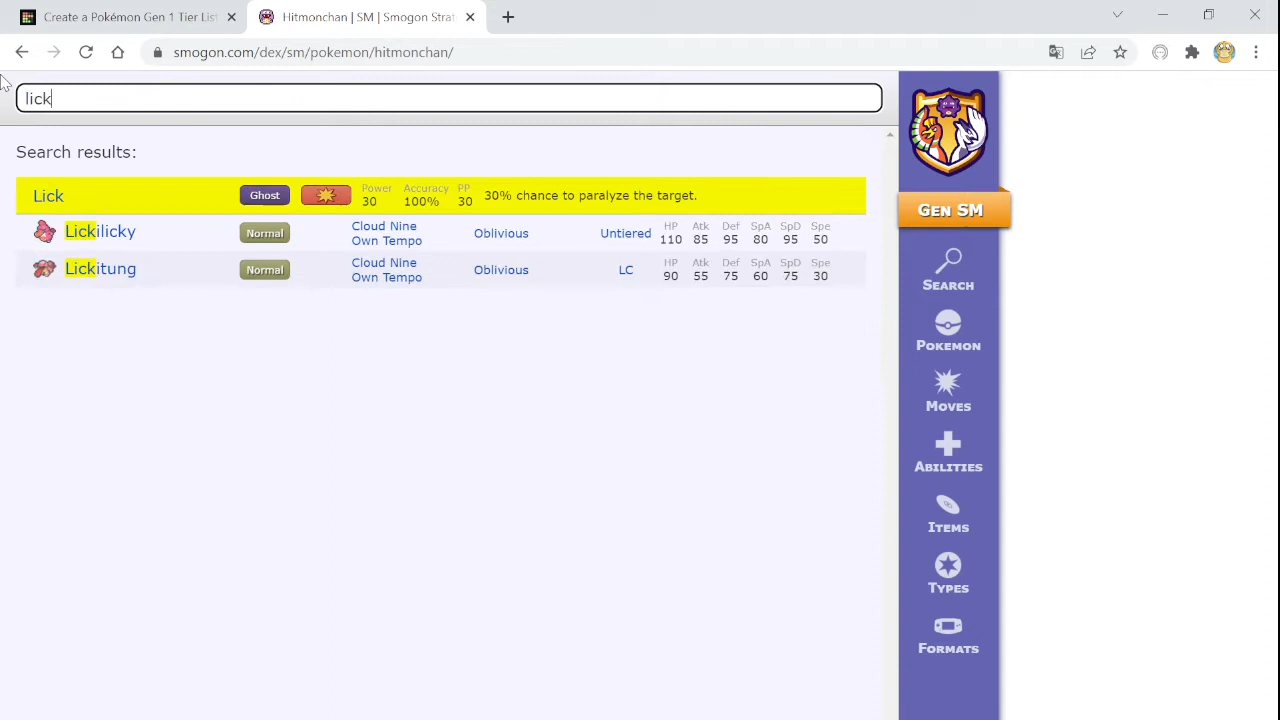 Create a Pokémon Gen 1 Tier List
Hitmonchan | SM | Smogon Strat
smogon.com/dex/sm/pokemon/hitmonchan/
lick
Search results:
Lick Ghost Power 30 Accuracy 100% PP 30 30% chance to paralyze the target.
Lickilicky Normal Cloud Nine Own Tempo Oblivious Untiered HP 110 Atk 85 Def 95 SpA 80 SpD 95 Spe 50
Lickitung Normal Cloud Nine Own Tempo Oblivious LC HP 90 Atk 55 Def 75 SpA 60 SpD 75 Spe 30
GEN SM
SEARCH
POKEMON
MOVES
ABILITIES
ITEMS
TYPES
FORMATS